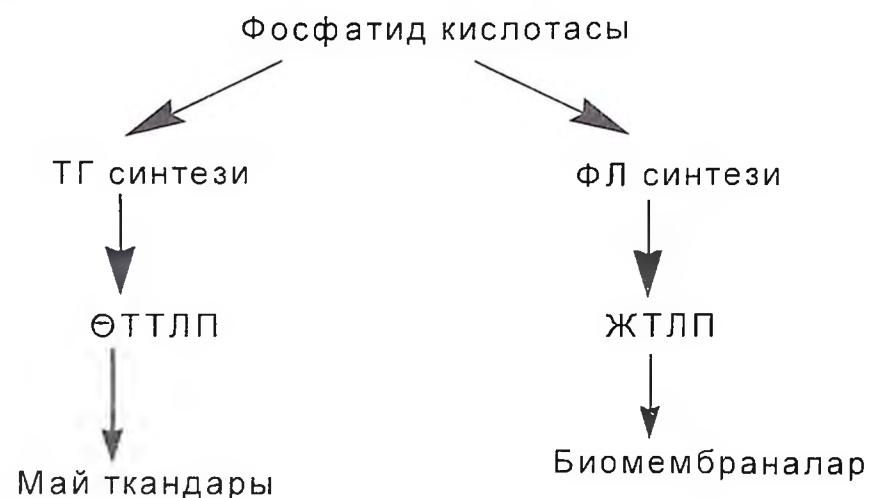 Фосфатид кислотасы
ТГ синтези
ФЛ синтези
ӨТТЛП
ЖТЛП
Май ткандары
Биомембраналар